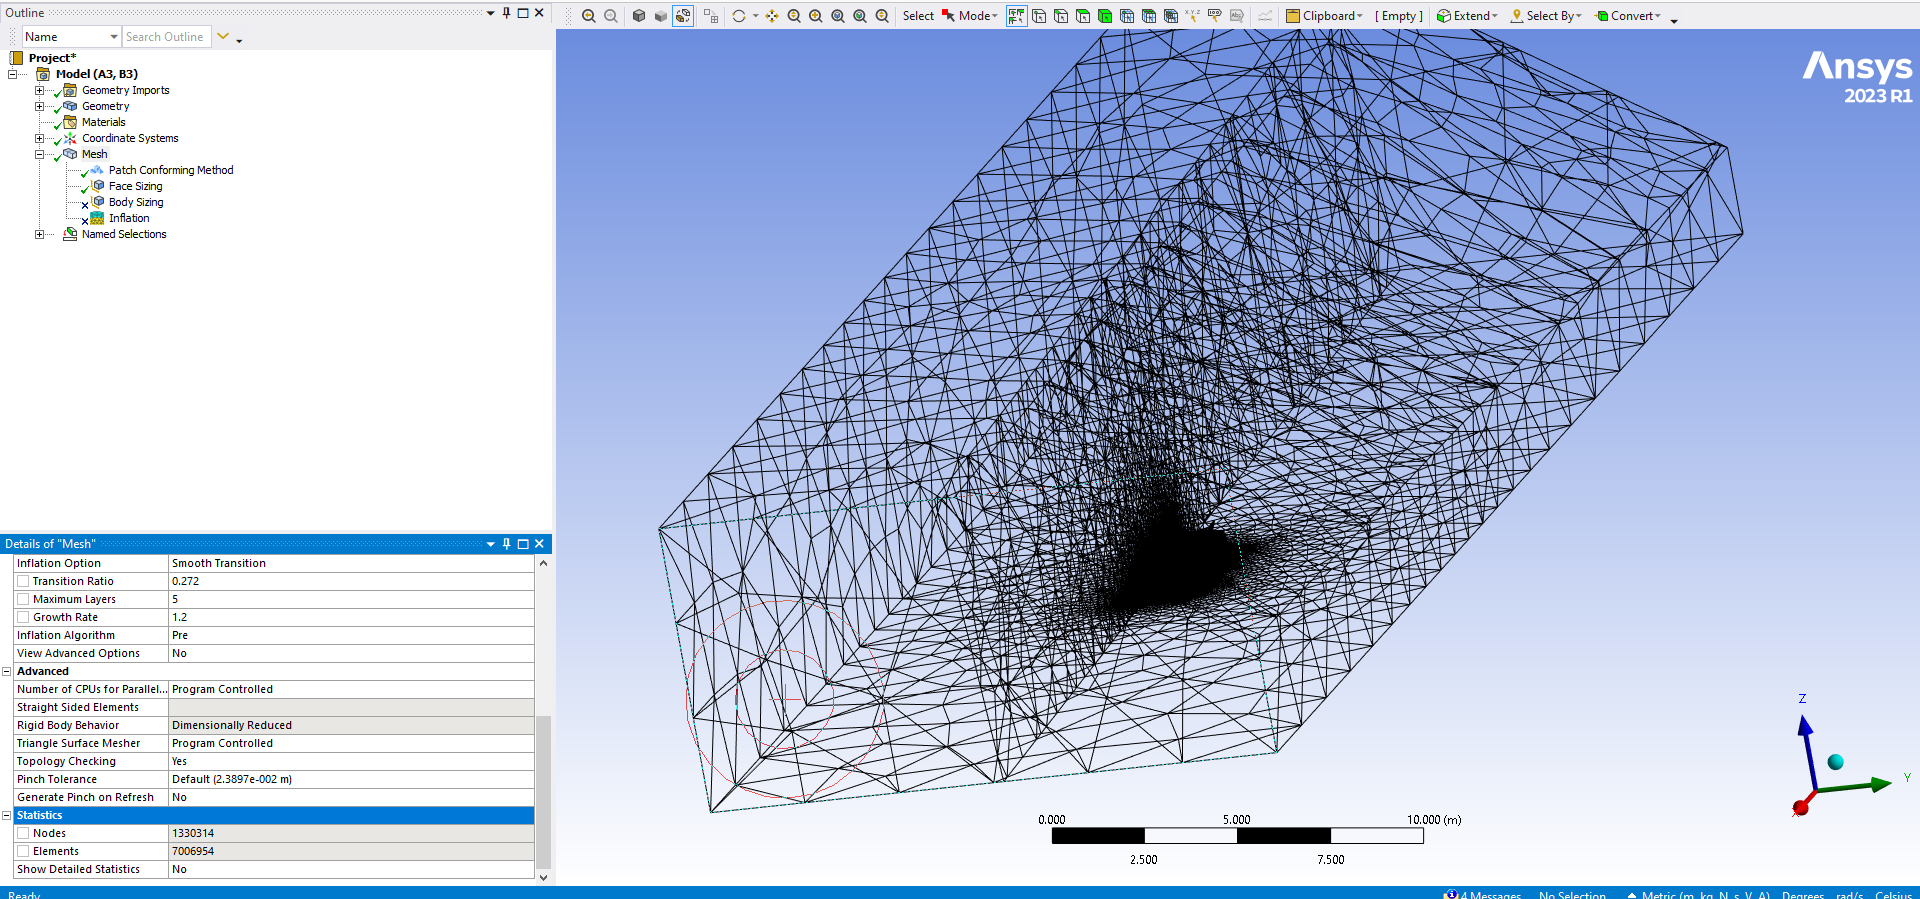 Outline
Name
Search Outline
Project*
Model (A3, B3)
Geometry Imports
Geometry
Materials
Coordinate Systems
Mesh
Patch Conforming Method
Face Sizing
Body Sizing
Inflation
Named Selections
Details of "Mesh"
Inflation Option Smooth Transition
Transition Ratio 0.272
Maximum Layers 5
Growth Rate 1.2
Inflation Algorithm Pre
View Advanced Options No
Advanced
Number of CPUs for Parallel... Program Controlled
Straight Sided Elements
Rigid Body Behavior Dimensionally Reduced
Triangle Surface Mesher Program Controlled
Topology Checking Yes
Pinch Tolerance Default (2.3897e-002 m)
Generate Pinch on Refresh No
Statistics
Nodes 1330314
Elements 7006954
Show Detailed Statistics No
Select Mode Clipboard [ Empty ] Extend Select By Convert
Ansys
2023 R1
0.000 5.000 10.000 (m)
2.500 7.500
Z
Y
X
Ready 4 Messages No Selection Metric (m, kg, N, s, V, A) Degrees rad/s Celsius